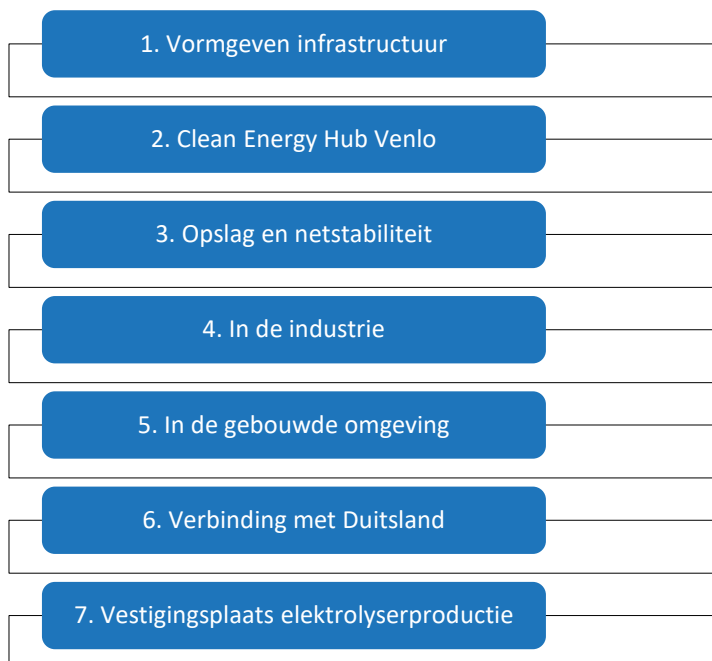 1. Vormgeven infrastructuur
2. Clean Energy Hub Venlo
3. Opslag en netstabiliteit
4. In de industrie
5. In de gebouwde omgeving
6. Verbinding met Duitsland
7. Vestigingsplaats elektrolyserproductie